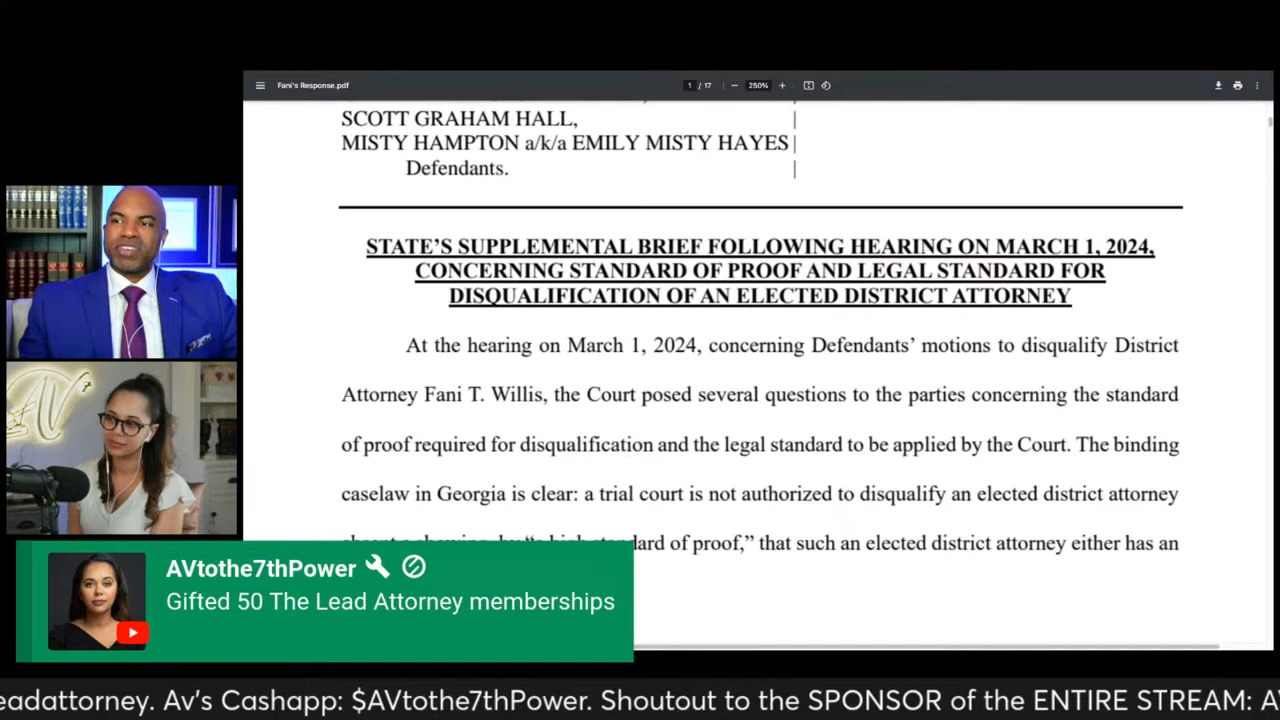 Fani's Response.pdf
1 / 17
250%
SCOTT GRAHAM HALL,
MISTY HAMPTON a/k/a EMILY MISTY HAYES
Defendants.
STATE’S SUPPLEMENTAL BRIEF FOLLOWING HEARING ON MARCH 1, 2024,
CONCERNING STANDARD OF PROOF AND LEGAL STANDARD FOR
DISQUALIFICATION OF AN ELECTED DISTRICT ATTORNEY
At the hearing on March 1, 2024, concerning Defendants’ motions to disqualify District
Attorney Fani T. Willis, the Court posed several questions to the parties concerning the standard
of proof required for disqualification and the legal standard to be applied by the Court. The binding
caselaw in Georgia is clear: a trial court is not authorized to disqualify an elected district attorney
of proof,” that such an elected district attorney either has an
AV
AVtothe7thPower
Gifted 50 The Lead Attorney memberships
eadattorney. Av's Cashapp: $AVtothe7thPower. Shoutout to the SPONSOR of the ENTIRE STREAM: